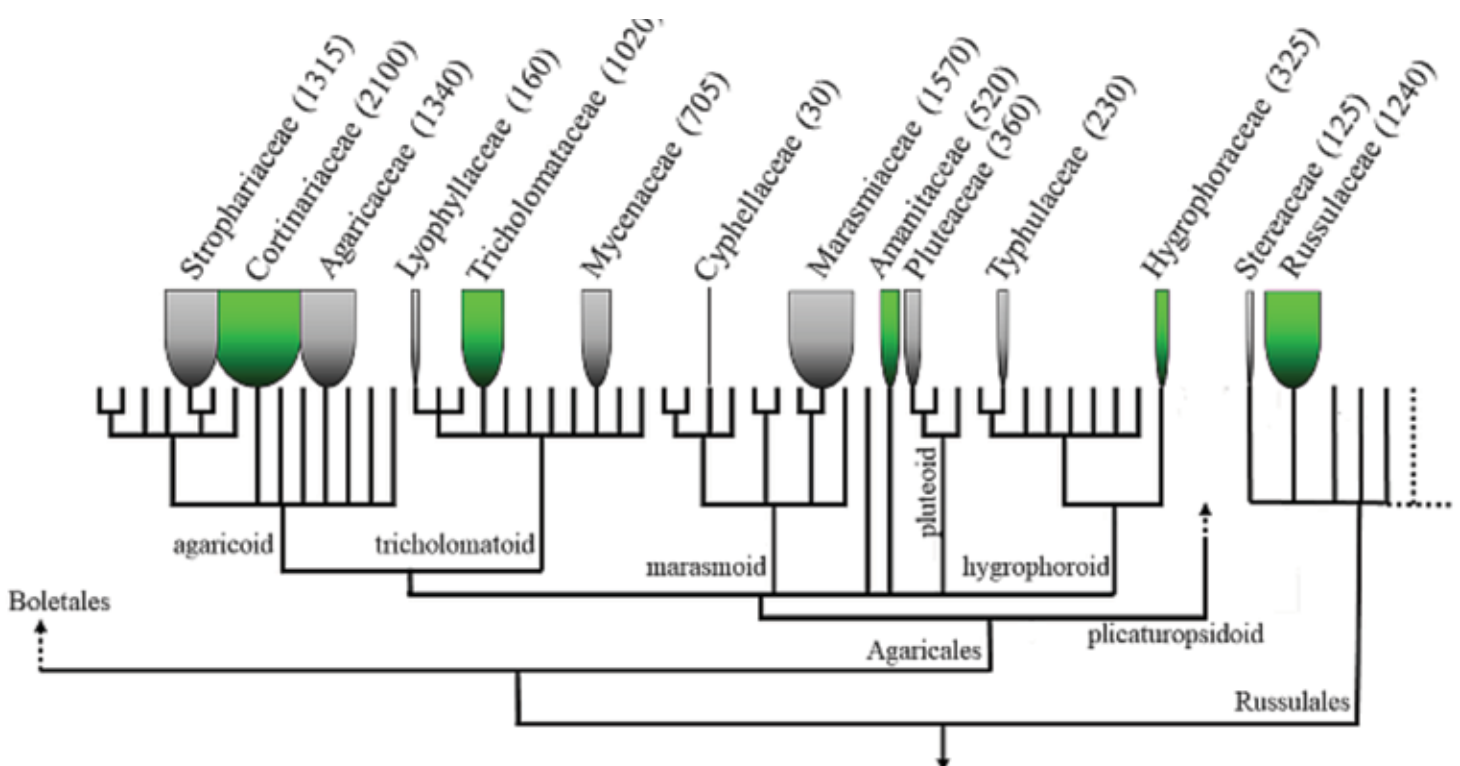 Strophariaceae (1315)
Cortinariaceae (2100)
Agaricaceae (1340)
Lyophyllaceae (160)
Tricholomataceae (1020)
Mycenaceae (705)
Cyphellaceae (30)
Marasmiaceae (1570)
Amanitaceae (520)
Pluteaceae (360)
Typhulaceae (230)
Hygrophoraceae (325)
Stereaceae (125)
Russulaceae (1240)
pluteoid
agaricoid
tricholomatoid
marasmoid
hygrophoroid
Boletales
plicaturopsidoid
Agaricales
Russulales